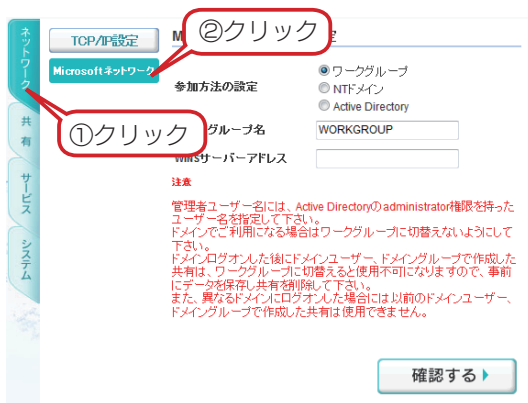 ネットワーク
共有
サービス
システム
TCP/IP設定
Microsoftネットワーク
②クリック
①クリック
参加方法の設定
ワークグループ
NTドメイン
Active Directory
グループ名
WORKGROUP
WINSサーバーアドレス
注意
管理者ユーザー名には、Active Directoryのadministrator権限を持った
ユーザー名を指定して下さい。
ドメインでご利用になる場合はワークグループに切替えないようにして
下さい。
ドメインログオンした後にドメインユーザー、ドメイングループで作成した
共有は、ワークグループに切替えると使用不可になりますので、事前
にデータを保存し共有を削除して下さい。
また、異なるドメインにログオンした場合には以前のドメインユーザー、
ドメイングループで作成した共有は使用できません。
確認する